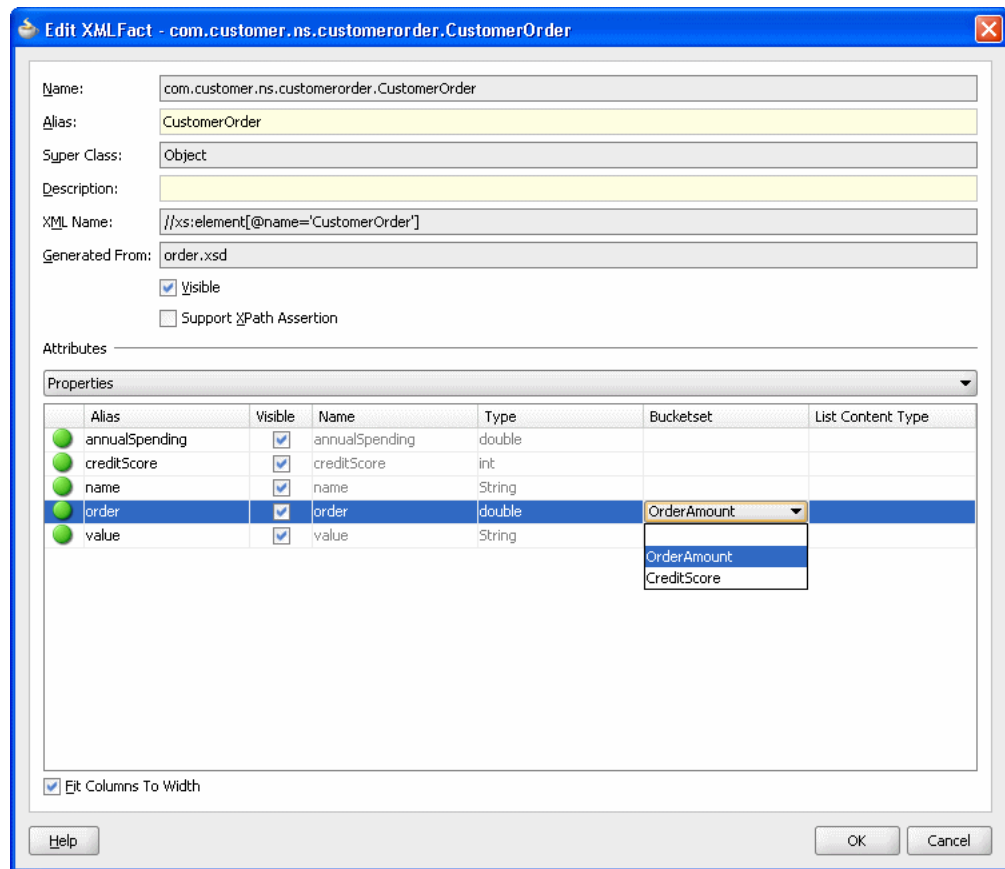 Edit XMLFact - com.customer.ns.customerorder.CustomerOrder
Name: com.customer.ns.customerorder.CustomerOrder
Alias: CustomerOrder
Super Class: Object
Description:
XML Name: //xs:element[@name='CustomerOrder']
Generated From: order.xsd
Visible
Support XPath Assertion
Attributes
Properties
Alias Visible Name Type Bucketset List Content Type
annualSpending annualSpending double
creditScore creditScore int
name name String
order order double OrderAmount
value value String
OrderAmount
CreditScore
Fit Columns To Width
Help OK Cancel